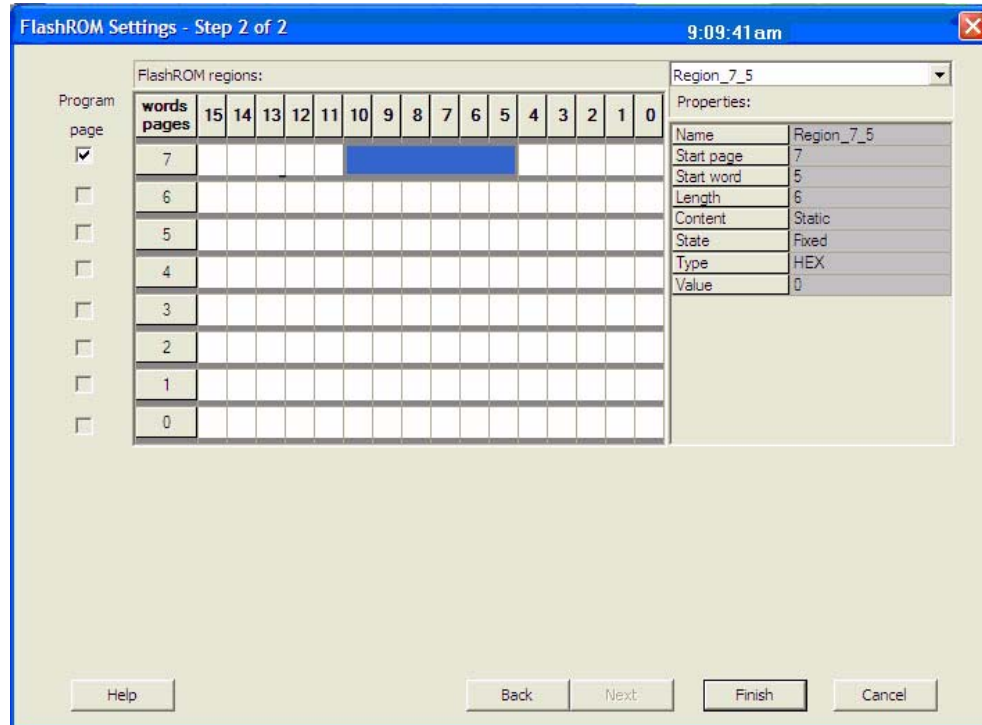 FlashROM Settings - Step 2 of 2 9:09:41am
FlashROM regions: Region_7_5
Program page
words pages 15 14 13 12 11 10 9 8 7 6 5 4 3 2 1 0
7
6
5
4
3
2
1
0
Properties:
Name Region_7_5
Start page 7
Start word 5
Length 6
Content Static
State Fixed
Type HEX
Value 0
Help Back Next Finish Cancel